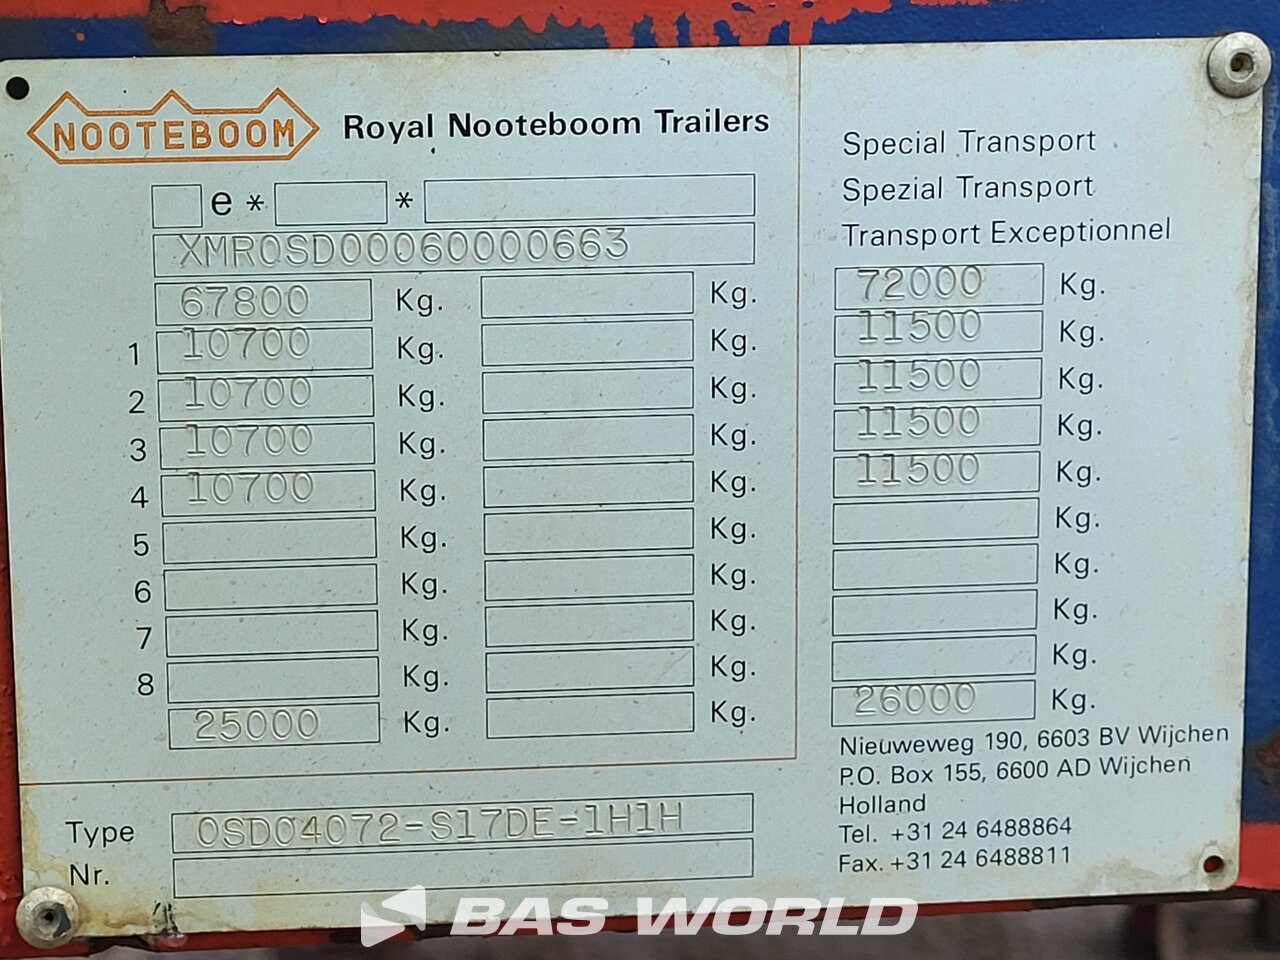 NOOTEBOOM
Royal Nooteboom Trailers
e* *
XMR0SD00060000663
67800 Kg. Kg.
1 10700 Kg. Kg.
2 10700 Kg. Kg.
3 10700 Kg. Kg.
4 10700 Kg. Kg.
5 Kg. Kg.
6 Kg. Kg.
7 Kg. Kg.
8 Kg. Kg.
25000 Kg. Kg.
Type OSD04072-S17DE-1H1H
Nr.
Special Transport
Spezial Transport
Transport Exceptionnel
72000 Kg.
11500 Kg.
11500 Kg.
11500 Kg.
11500 Kg.
Kg.
Kg.
Kg.
Kg.
26000 Kg.
Nieuweweg 190, 6603 BV Wijchen
P.O. Box 155, 6600 AD Wijchen
Holland
Tel. +31 24 6488864
Fax. +31 24 6488811
BAS WORLD